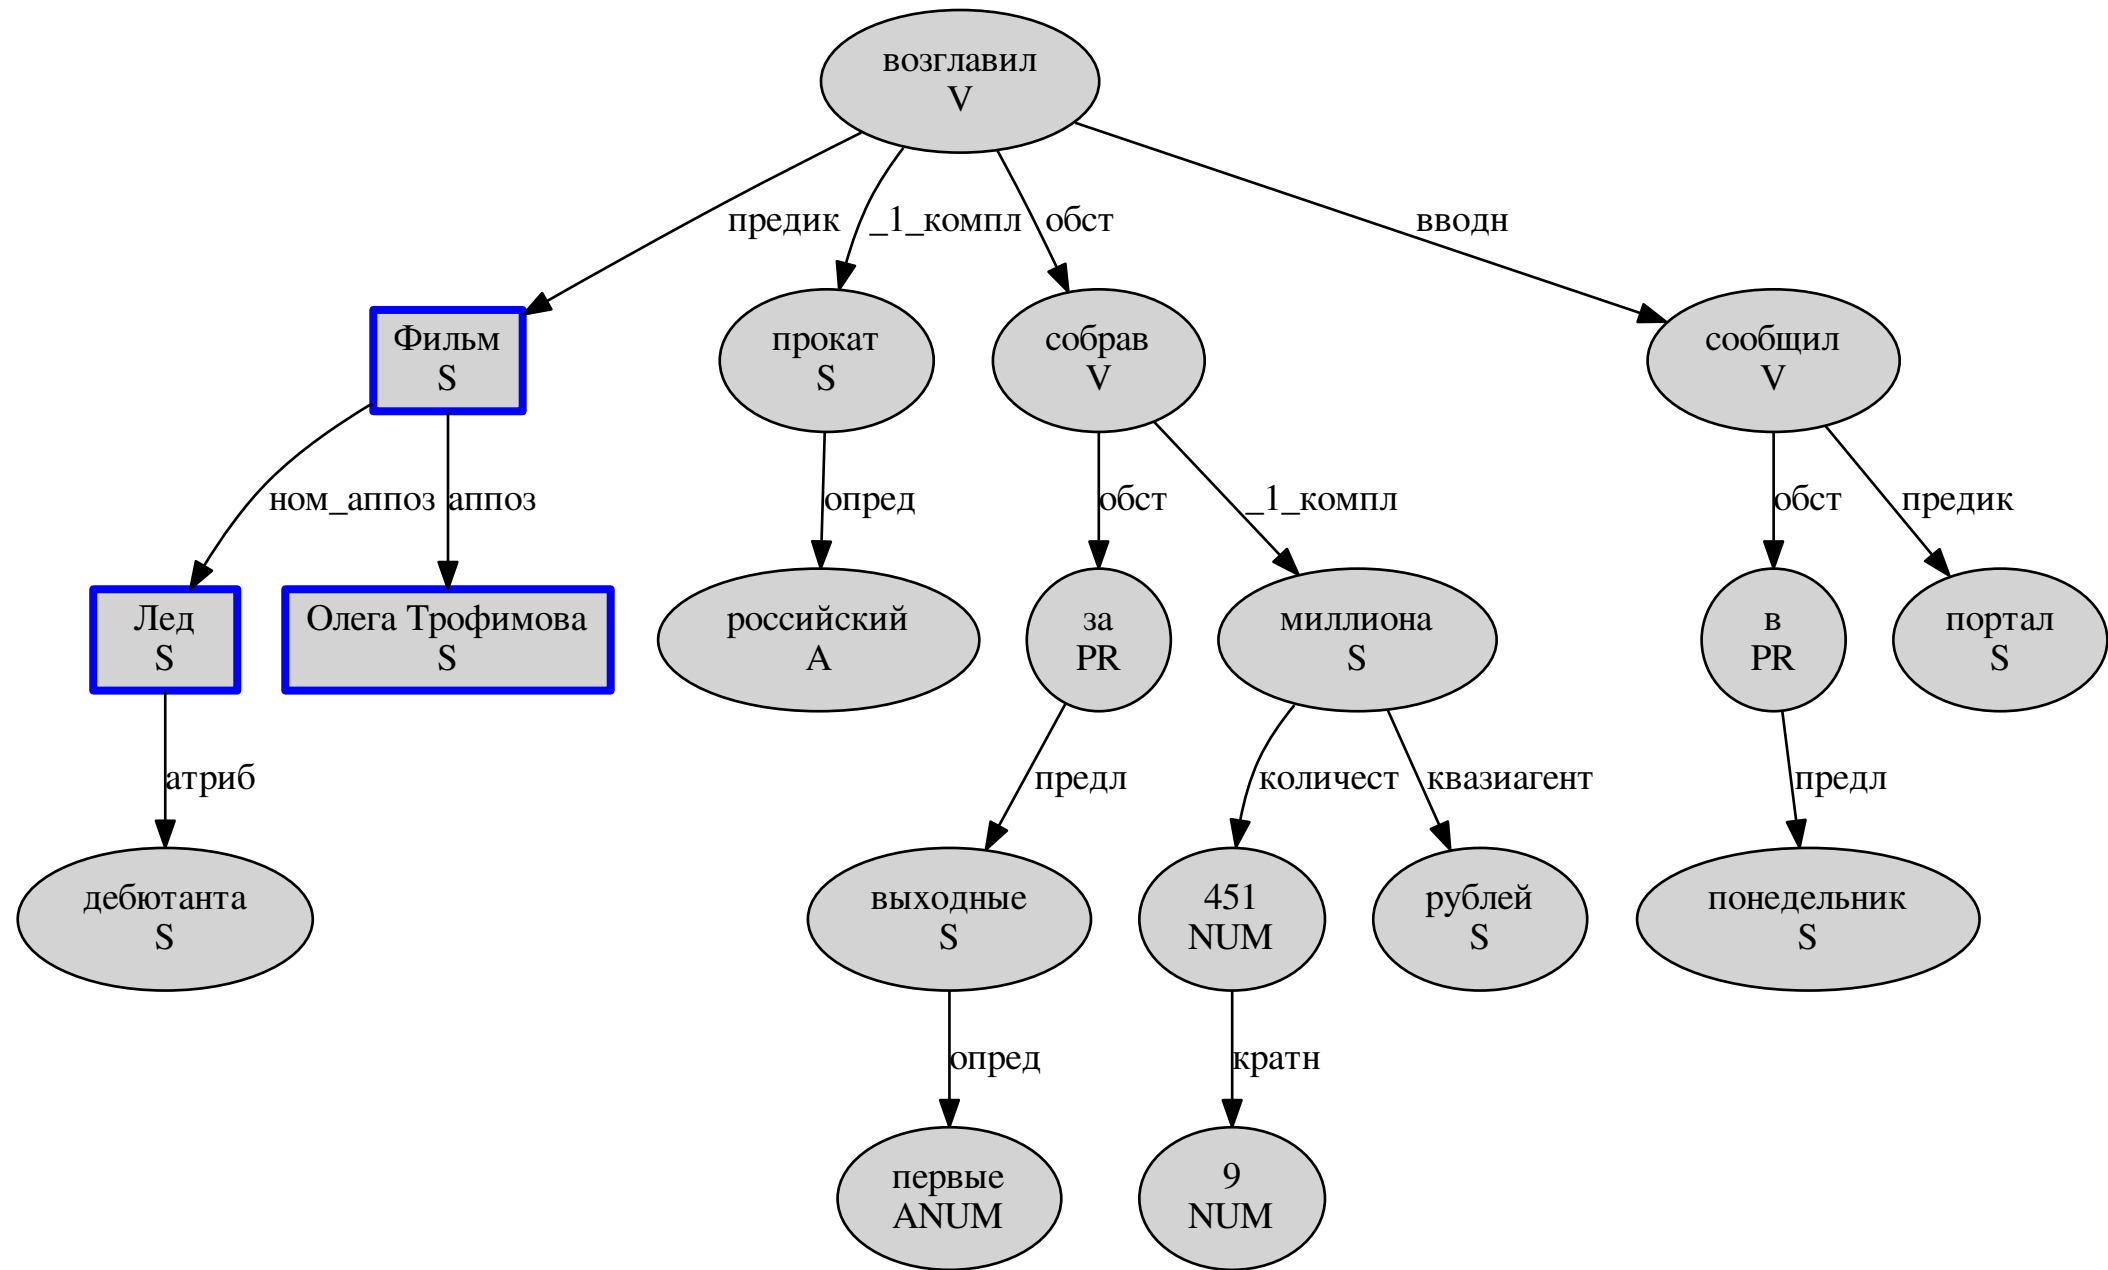 возглавил
V
предик
_1_компл
обст
вводн
Фильм
S
прокат
S
собрав
V
сообщил
V
ном_аппоз
аппоз
опред
обст
_1_компл
обст
предик
Лед
S
Олега Трофимова
S
российский
A
за
PR
миллиона
S
в
PR
портал
S
атриб
предл
количест
квазиагент
предл
дебютанта
S
выходные
S
451
NUM
рублей
S
понедельник
S
опред
кратн
первые
ANUM
9
NUM